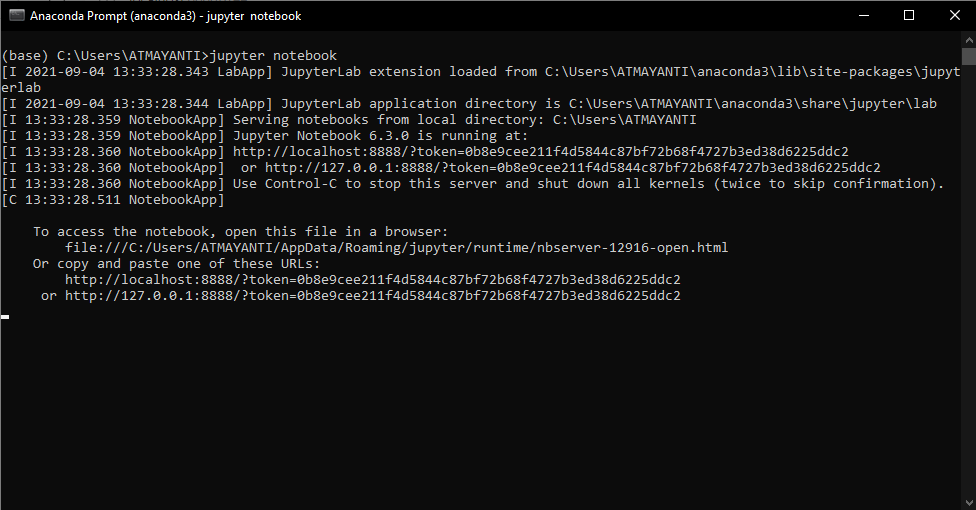 Anaconda Prompt (anaconda3) - jupyter notebook
(base) C:\Users\ATMAYANTI>jupyter notebook
[I 2021-09-04 13:33:28.343 LabApp] JupyterLab extension loaded from C:\Users\ATMAYANTI\anaconda3\lib\site-packages\jupyt
erlab
[I 2021-09-04 13:33:28.344 LabApp] JupyterLab application directory is C:\Users\ATMAYANTI\anaconda3\share\jupyter\lab
[I 13:33:28.359 NotebookApp] Serving notebooks from local directory: C:\Users\ATMAYANTI
[I 13:33:28.359 NotebookApp] Jupyter Notebook 6.3.0 is running at:
[I 13:33:28.360 NotebookApp] http://localhost:8888/?token=0b8e9cee211f4d5844c87bf72b68f4727b3ed38d6225ddc2
[I 13:33:28.360 NotebookApp]  or http://127.0.0.1:8888/?token=0b8e9cee211f4d5844c87bf72b68f4727b3ed38d6225ddc2
[I 13:33:28.360 NotebookApp] Use Control-C to stop this server and shut down all kernels (twice to skip confirmation).
[C 13:33:28.511 NotebookApp]
To access the notebook, open this file in a browser:
file:///C:/Users/ATMAYANTI/AppData/Roaming/jupyter/runtime/nbserver-12916-open.html
Or copy and paste one of these URLs:
http://localhost:8888/?token=0b8e9cee211f4d5844c87bf72b68f4727b3ed38d6225ddc2
or http://127.0.0.1:8888/?token=0b8e9cee211f4d5844c87bf72b68f4727b3ed38d6225ddc2